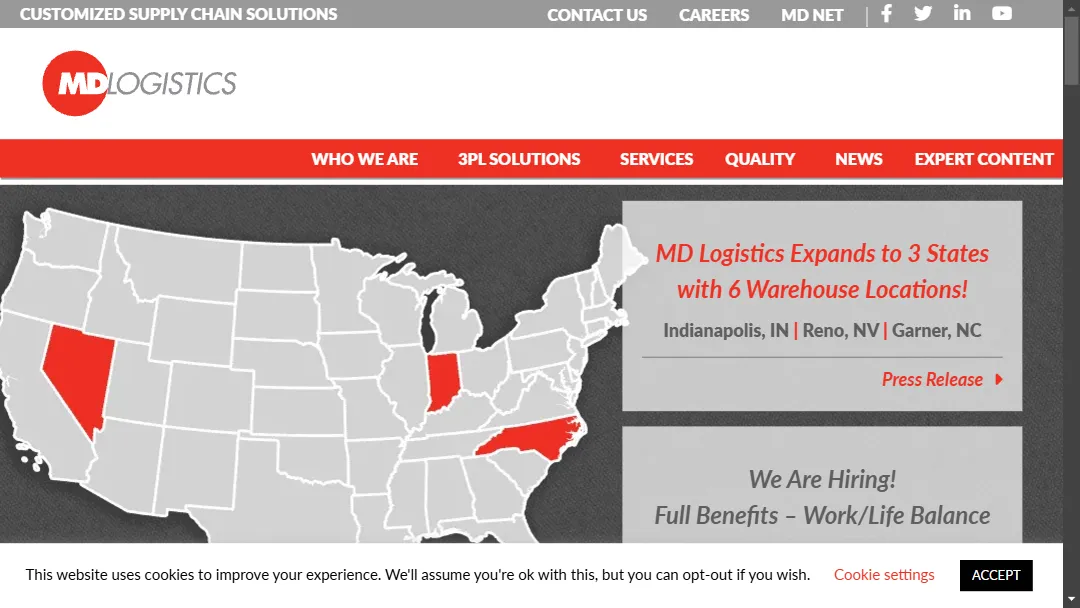 CUSTOMIZED SUPPLY CHAIN SOLUTIONS
CONTACT US CAREERS MD NET
MD LOGISTICS
WHO WE ARE 3PL SOLUTIONS SERVICES QUALITY NEWS EXPERT CONTENT
MD Logistics Expands to 3 States
with 6 Warehouse Locations!
Indianapolis, IN | Reno, NV | Garner, NC
Press Release
We Are Hiring!
Full Benefits – Work/Life Balance
This website uses cookies to improve your experience. We'll assume you're ok with this, but you can opt-out if you wish. Cookie settings ACCEPT